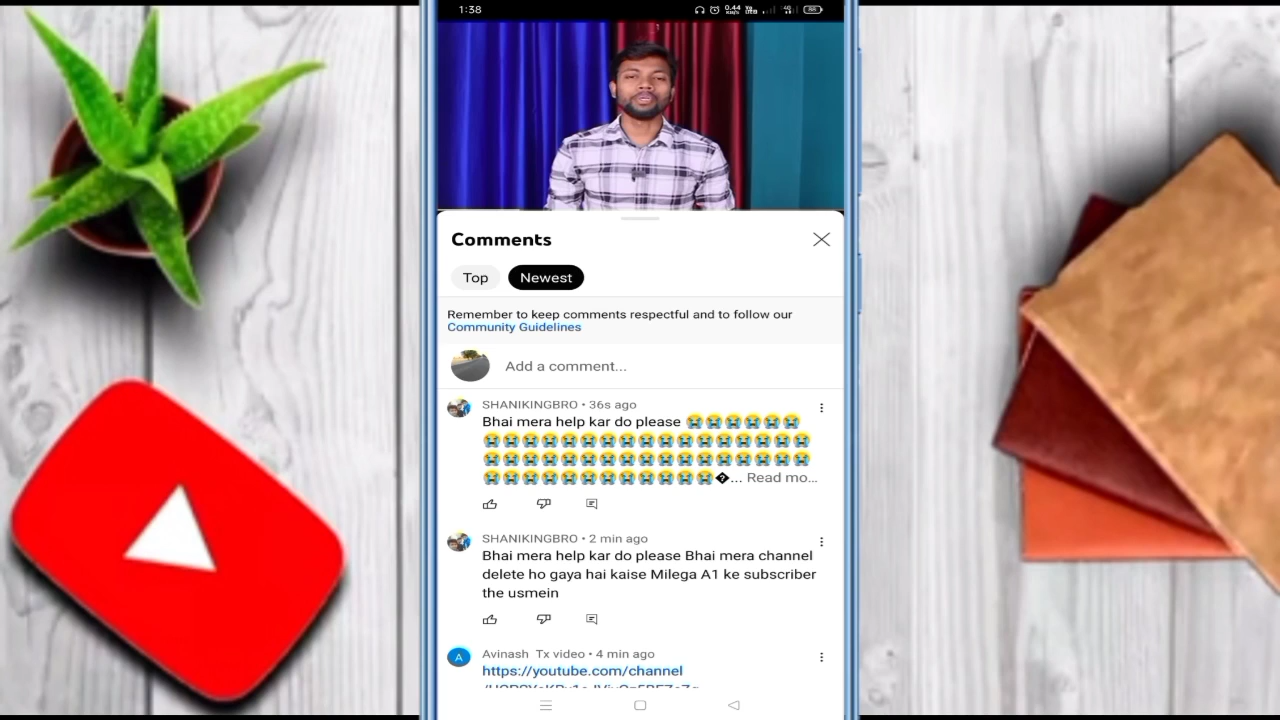 1:38
0.44
KB/S
Comments
Top
Newest
Remember to keep comments respectful and to follow our
Community Guidelines
Add a comment...
SHANIKINGBRO • 36s ago
Bhai mera help kar do please 😭😭😭😭😭😭
😭😭😭😭😭😭😭😭😭😭😭😭😭😭😭😭😭
😭😭😭😭😭😭😭😭😭😭😭😭😭😭😭😭😭
😭😭😭😭😭😭😭😭😭😭😭😭�... Read mo...
SHANIKINGBRO • 2 min ago
Bhai mera help kar do please Bhai mera channel
delete ho gaya hai kaise Milega A1 ke subscriber
the usmein
A
Avinash Tx video • 4 min ago
https://youtube.com/channel